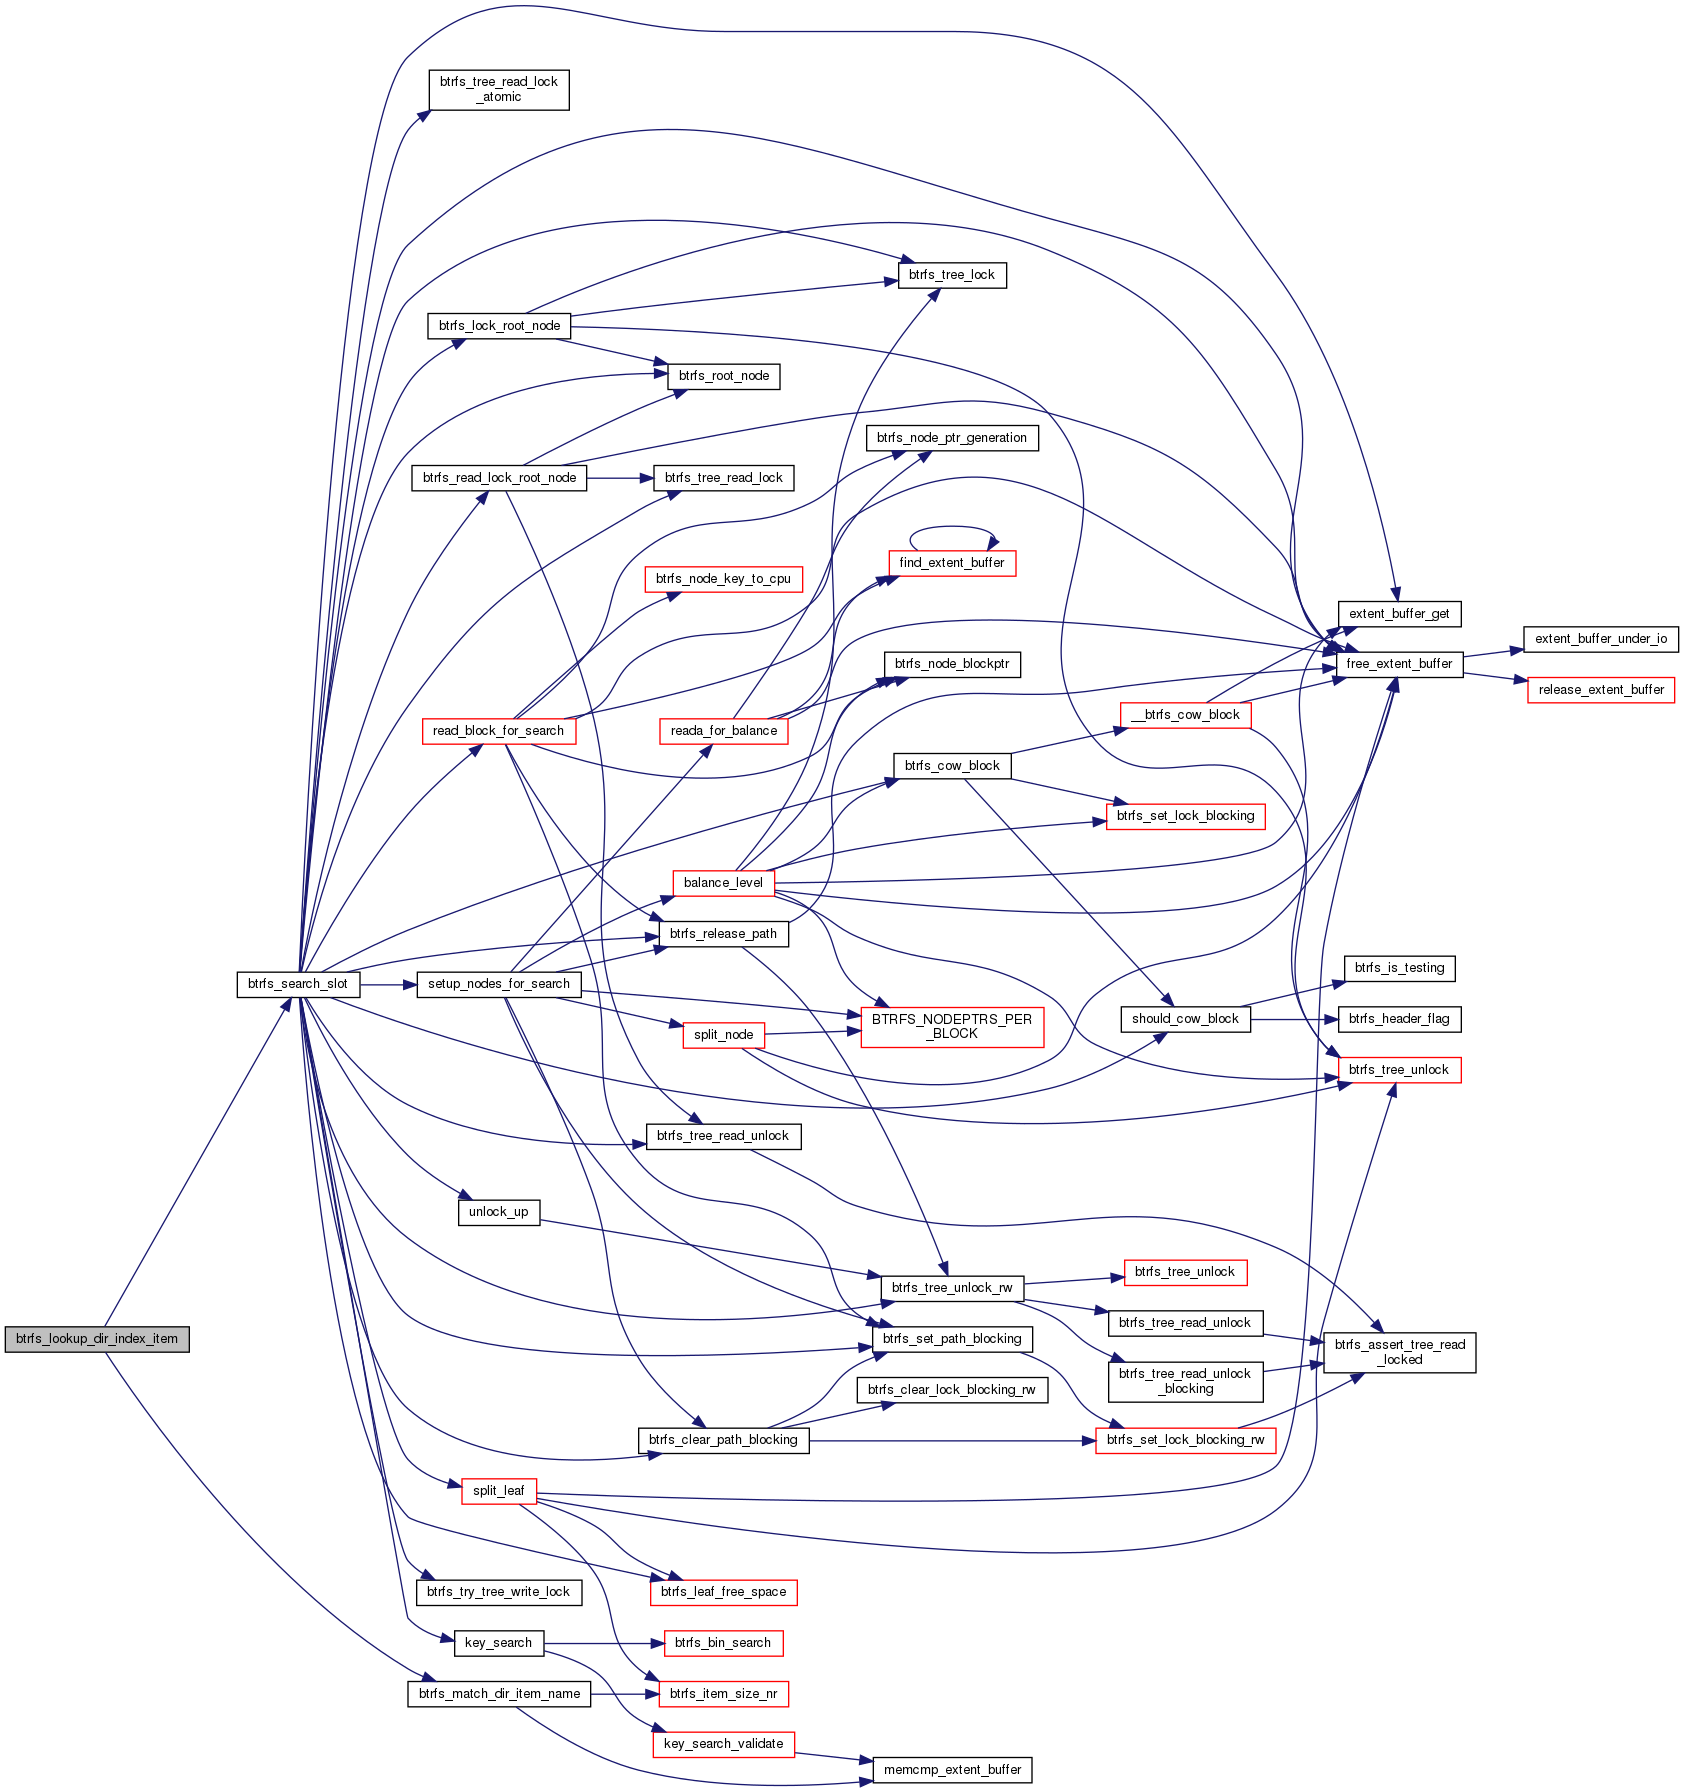 btrfs_tree_read_lock
_atomic
btrfs_tree_lock
btrfs_lock_root_node
btrfs_root_node
btrfs_node_ptr_generation
btrfs_read_lock_root_node
btrfs_tree_read_lock
find_extent_buffer
btrfs_node_key_to_cpu
extent_buffer_get
extent_buffer_under_io
btrfs_node_blockptr
free_extent_buffer
release_extent_buffer
read_block_for_search
reada_for_balance
__btrfs_cow_block
btrfs_cow_block
btrfs_set_lock_blocking
balance_level
btrfs_release_path
btrfs_is_testing
btrfs_search_slot
setup_nodes_for_search
should_cow_block
btrfs_header_flag
BTRFS_NODEPTRS_PER
_BLOCK
split_node
btrfs_tree_unlock
btrfs_tree_read_unlock
unlock_up
btrfs_tree_unlock_rw
btrfs_tree_unlock
btrfs_tree_read_unlock
btrfs_lookup_dir_index_item
btrfs_set_path_blocking
btrfs_assert_tree_read
_locked
btrfs_tree_read_unlock
_blocking
btrfs_clear_lock_blocking_rw
btrfs_clear_path_blocking
btrfs_set_lock_blocking_rw
split_leaf
btrfs_try_tree_write_lock
btrfs_leaf_free_space
key_search
btrfs_bin_search
btrfs_match_dir_item_name
btrfs_item_size_nr
key_search_validate
memcmp_extent_buffer